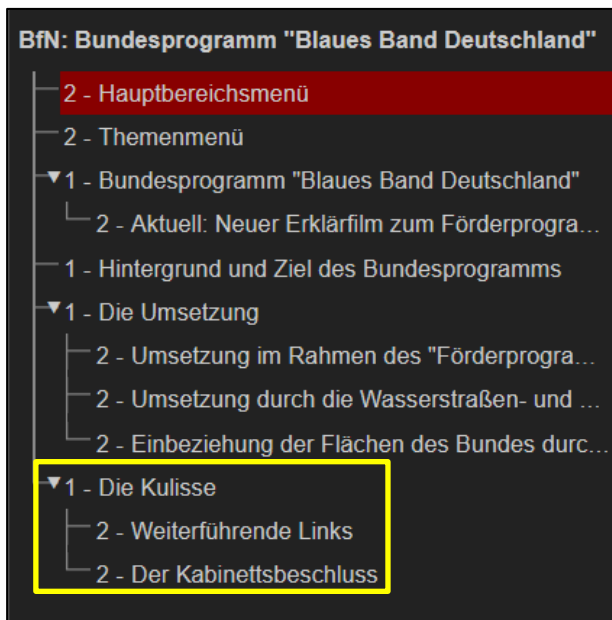 BfN: Bundesprogramm "Blaues Band Deutschland"
2 - Hauptbereichsmenü
2 - Themenmenü
1 - Bundesprogramm "Blaues Band Deutschland"
2 - Aktuell: Neuer Erklärfilm zum Förderprogra...
1 - Hintergrund und Ziel des Bundesprogramms
1 - Die Umsetzung
2 - Umsetzung im Rahmen des "Förderprogra...
2 - Umsetzung durch die Wasserstraßen- und ...
2 - Einbeziehung der Flächen des Bundes durc...
1 - Die Kulisse
2 - Weiterführende Links
2 - Der Kabinettsbeschluss